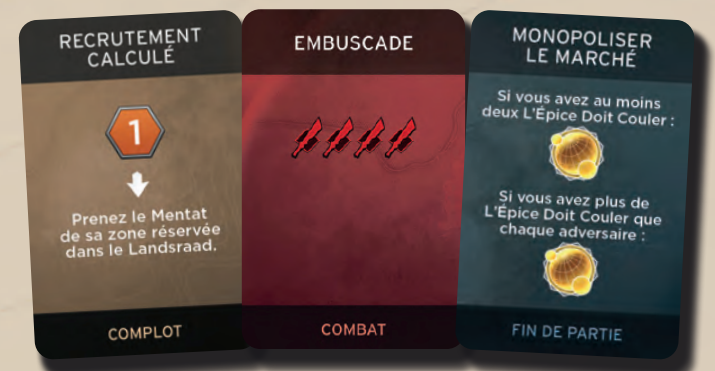 RECRUTEMENT
CALCULÉ
1
Prenez le Mentat
de sa zone réservée
dans le Landsraad.
COMPLOT
EMBUSCADE
COMBAT
MONOPOLISER
LE MARCHÉ
Si vous avez au moins
deux L'Épice Doit Couler :
Si vous avez plus de
L'Épice Doit Couler que
chaque adversaire :
FIN DE PARTIE